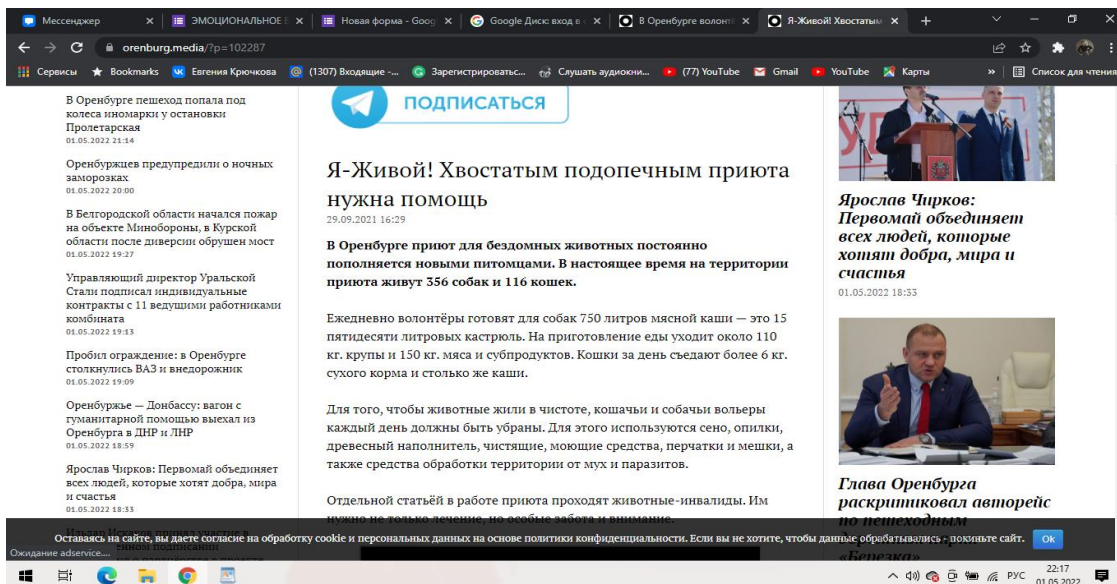 Мессенджер
ЭМОЦИОНАЛЬНОЕ
Новая форма - Goog
Google Диск: вход в
В Оренбурге волонт
Я-Живой! Хвостатым
orenburg.media/?p=102287
Сервисы
Bookmarks
Евгения Крючкова
(1307) Входящие -...
Зарегистрироватьс...
Слушать аудиокни...
(77) YouTube
Gmail
YouTube
Карты
»
Список для чтения
В Оренбурге пешеход попала под
колеса иномарки у остановки
Пролетарская
01.05.2022 21:14
Оренбуржцев предупредили о ночных
заморозках
01.05.2022 20:00
В Белгородской области начался пожар
на объекте Минобороны, в Курской
области после диверсии обрушен мост
01.05.2022 19:27
Управляющий директор Уральской
Стали подписал индивидуальные
контракты с 11 ведущими работниками
комбината
01.05.2022 19:13
Пробил ограждение: в Оренбурге
столкнулись ВАЗ и внедорожник
01.05.2022 19:09
Оренбуржье — Донбассу: вагон с
гуманитарной помощью выехал из
Оренбурга в ДНР и ЛНР
01.05.2022 18:59
Ярослав Чирков: Первомай объединяет
всех людей, которые хотят добра, мира
и счастья
01.05.2022 18:33
ПОДПИСАТЬСЯ
Я-Живой! Хвостатым подопечным приюта
нужна помощь
29.09.2021 16:29
В Оренбурге приют для бездомных животных постоянно
пополняется новыми питомцами. В настоящее время на территории
приюта живут 356 собак и 116 кошек.
Ежедневно волонтёры готовят для собак 750 литров мясной каши — это 15
пятидесяти литровых кастрюль. На приготовление еды уходит около 110
кг. крупы и 150 кг. мяса и субпродуктов. Кошки за день съедают более 6 кг.
сухого корма и столько же каши.
Для того, чтобы животные жили в чистоте, кошачьи и собачьи вольеры
каждый день должны быть убраны. Для этого используются сено, опилки,
древесный наполнитель, чистящие, моющие средства, перчатки и мешки, а
также средства обработки территории от мух и паразитов.
Отдельной статьёй в работе приюта проходят животные-инвалиды. Им
нужно не только лечение, но особые забота и внимание.
Ярослав Чирков:
Первомай объединяет
всех людей, которые
хотят добра, мира и
счастья
01.05.2022 18:33
Глава Оренбурга
раскритиковал авторейс
по пешеходным
«Березка»
Оставаясь на сайте, вы даете согласие на обработку cookie и персональных данных на основе политики конфиденциальности. Если вы не хотите, чтобы данные обрабатывались - покиньте сайт.
Ок
Ожидание adservice....
РУС
22:17
01.05.2022